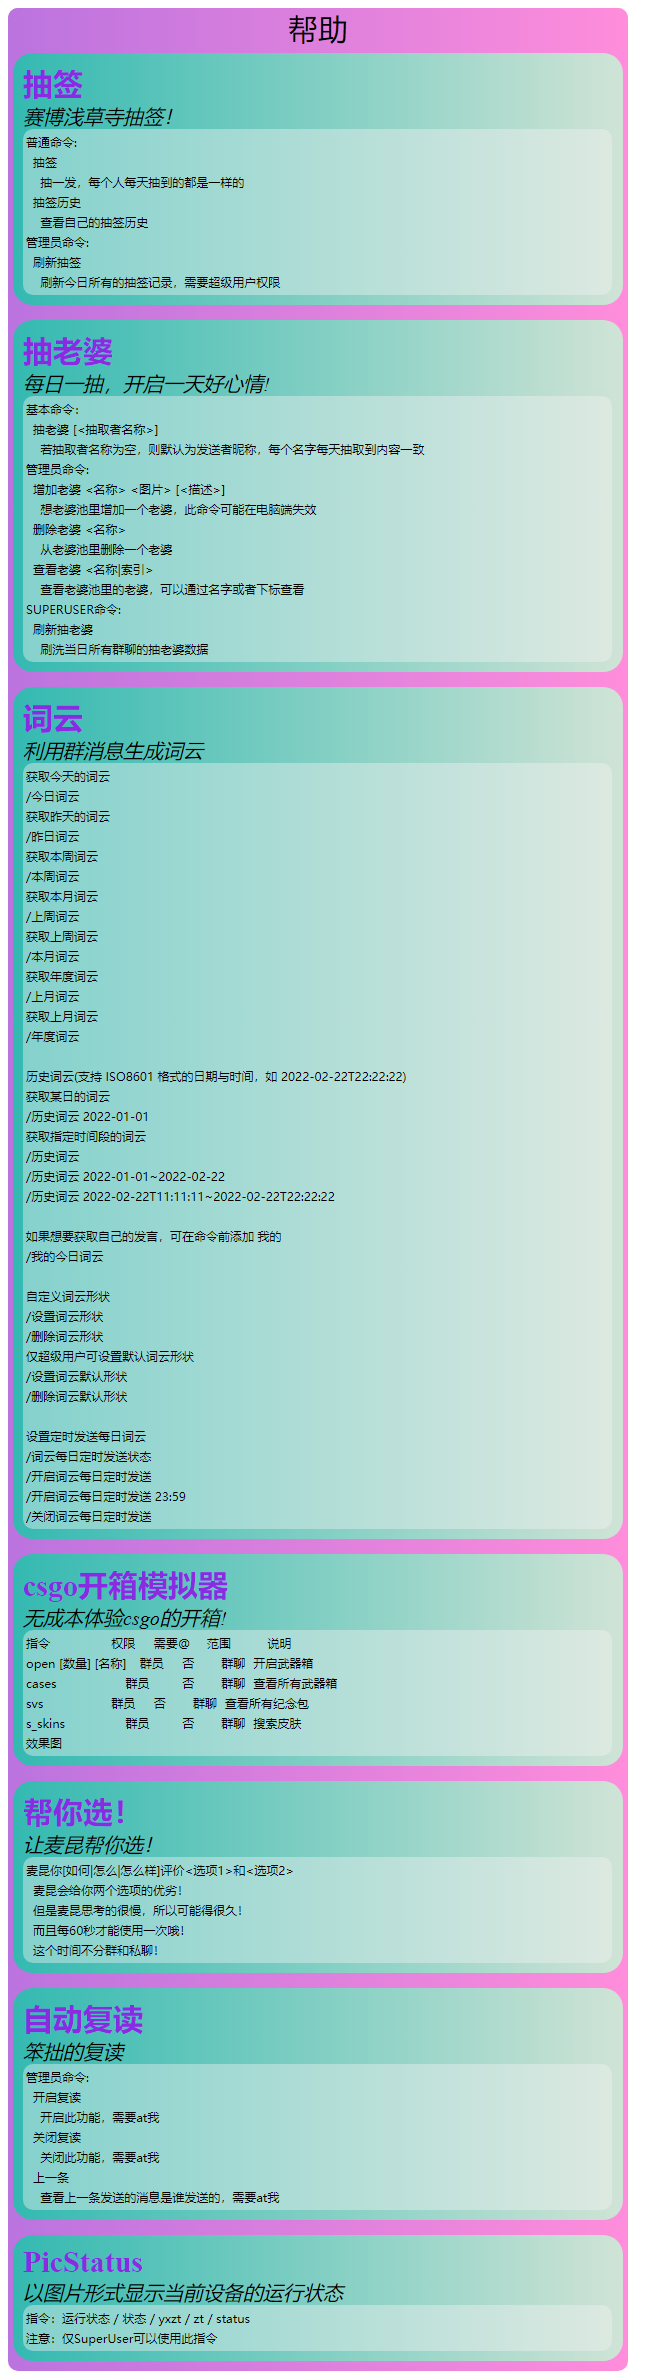 帮助
抽签
赛博浅草寺抽签！
普通命令:
抽签
抽一发，每个人每天抽到的都是一样的
抽签历史
查看自己的抽签历史
管理员命令:
刷新抽签
刷新今日所有的抽签记录，需要超级用户权限
抽老婆
每日一抽，开启一天好心情!
基本命令:
抽老婆 [<抽取者名称>]
若抽取者名称为空，则默认为发送者昵称，每个名字每天抽取到内容一致
管理员命令:
增加老婆 <名称> <图片> [<描述>]
想老婆池里增加一个老婆，此命令可能在电脑端失效
删除老婆 <名称>
从老婆池里删除一个老婆
查看老婆 <名称|索引>
查看老婆池里的老婆，可以通过名字或者下标查看
SUPERUSER命令:
刷新抽老婆
刷洗当日所有群聊的抽老婆数据
词云
利用群消息生成词云
获取今天的词云
/今日词云
获取昨天的词云
/昨日词云
获取本周词云
/本周词云
获取本月词云
/上周词云
获取上周词云
/本月词云
获取年度词云
/上月词云
获取上月词云
/年度词云
历史词云(支持 ISO8601 格式的日期与时间，如 2022-02-22T22:22:22)
获取某日的词云
/历史词云 2022-01-01
获取指定时间段的词云
/历史词云
/历史词云 2022-01-01~2022-02-22
/历史词云 2022-02-22T11:11:11~2022-02-22T22:22:22
如果想要获取自己的发言，可在命令前添加 我的
/我的今日词云
自定义词云形状
/设置词云形状
/删除词云形状
仅超级用户可设置默认词云形状
/设置词云默认形状
/删除词云默认形状
设置定时发送每日词云
/词云每日定时发送状态
/开启词云每日定时发送
/开启词云每日定时发送 23:59
/关闭词云每日定时发送
csgo开箱模拟器
无成本体验csgo的开箱!
指令 权限 需要@ 范围 说明
open [数量] [名称] 群员 否 群聊 开启武器箱
cases 群员 否 群聊 查看所有武器箱
svs 群员 否 群聊 查看所有纪念包
s_skins 群员 否 群聊 搜索皮肤
效果图
帮你选！
让麦昆帮你选！
麦昆你[如何|怎么|怎么样]评价<选项1>和<选项2>
麦昆会给你两个选项的优劣！
但是麦昆思考的很慢，所以可能得很久！
而且每60秒才能使用一次哦！
这个时间不分群和私聊！
自动复读
笨拙的复读
管理员命令:
开启复读
开启此功能，需要at我
关闭复读
关闭此功能，需要at我
上一条
查看上一条发送的消息是谁发送的，需要at我
PicStatus
以图片形式显示当前设备的运行状态
指令：运行状态 / 状态 / yxzt / zt / status
注意：仅SuperUser可以使用此指令